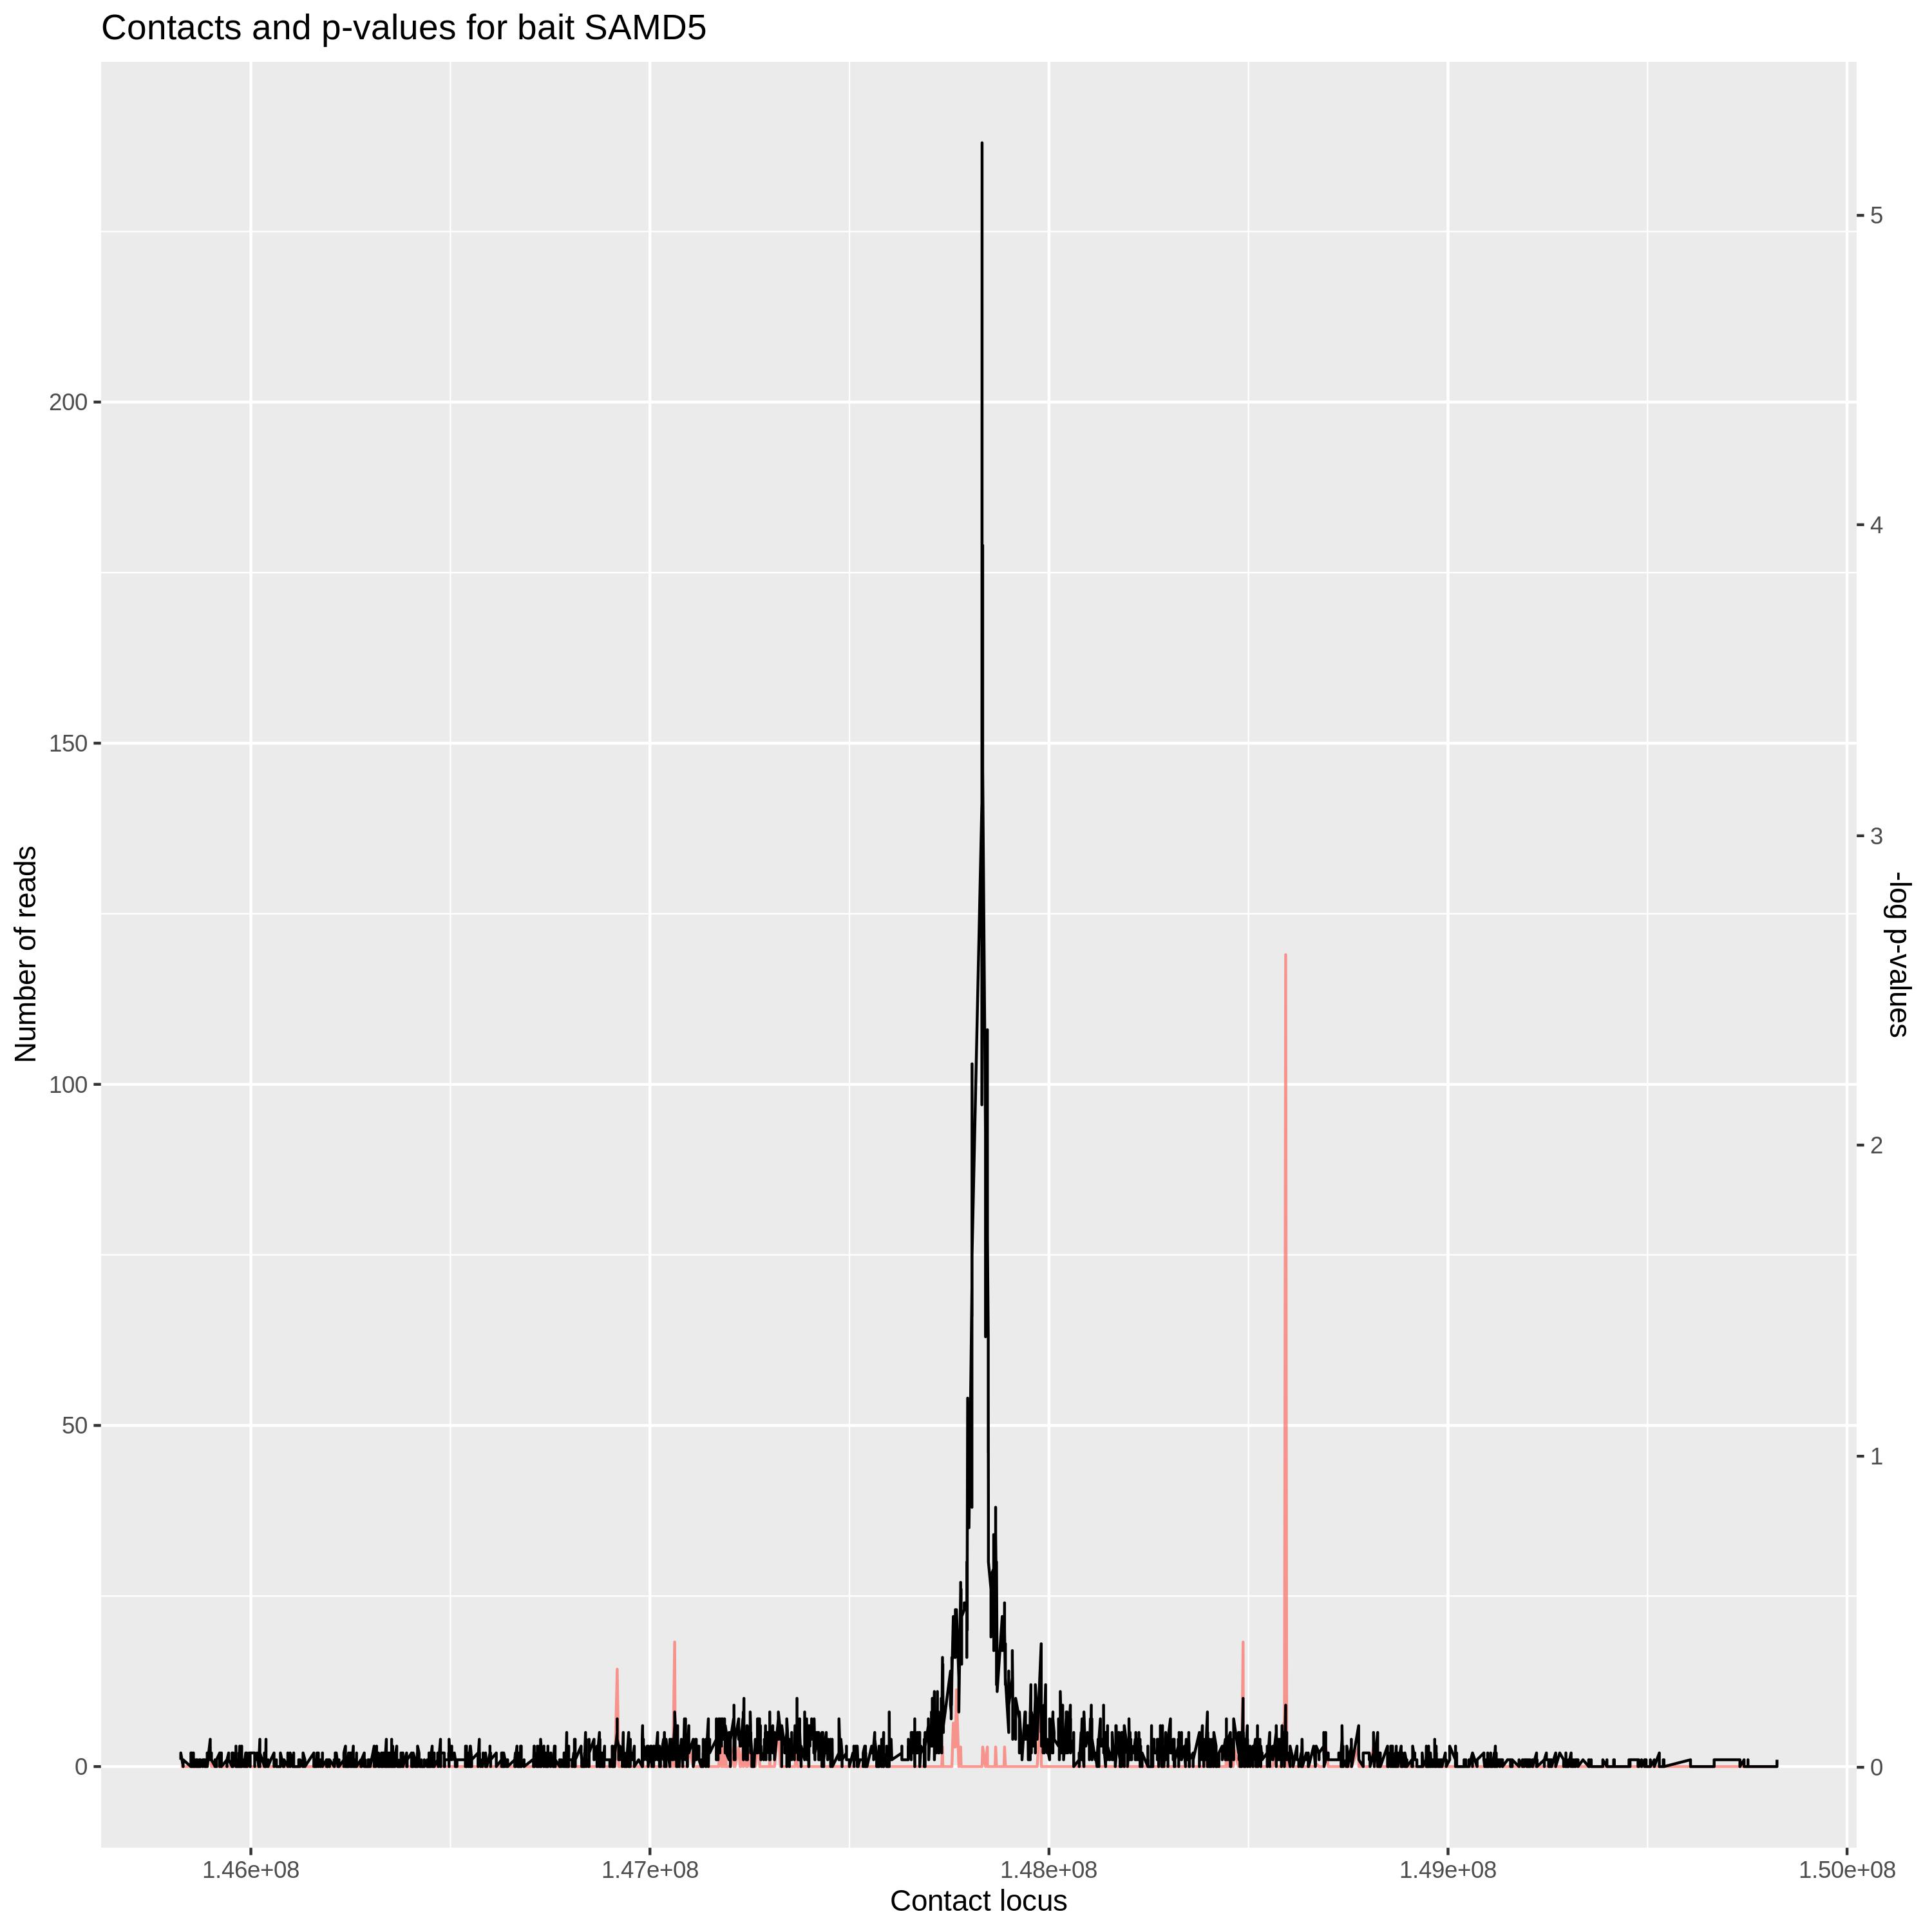 Contacts and p-values for bait SAMD5
200
150
100
50
0
Number of reads
5
4
3
2
1
0
-log p-values
1.46e+08
1.47e+08
1.48e+08
1.49e+08
1.50e+08
Contact locus